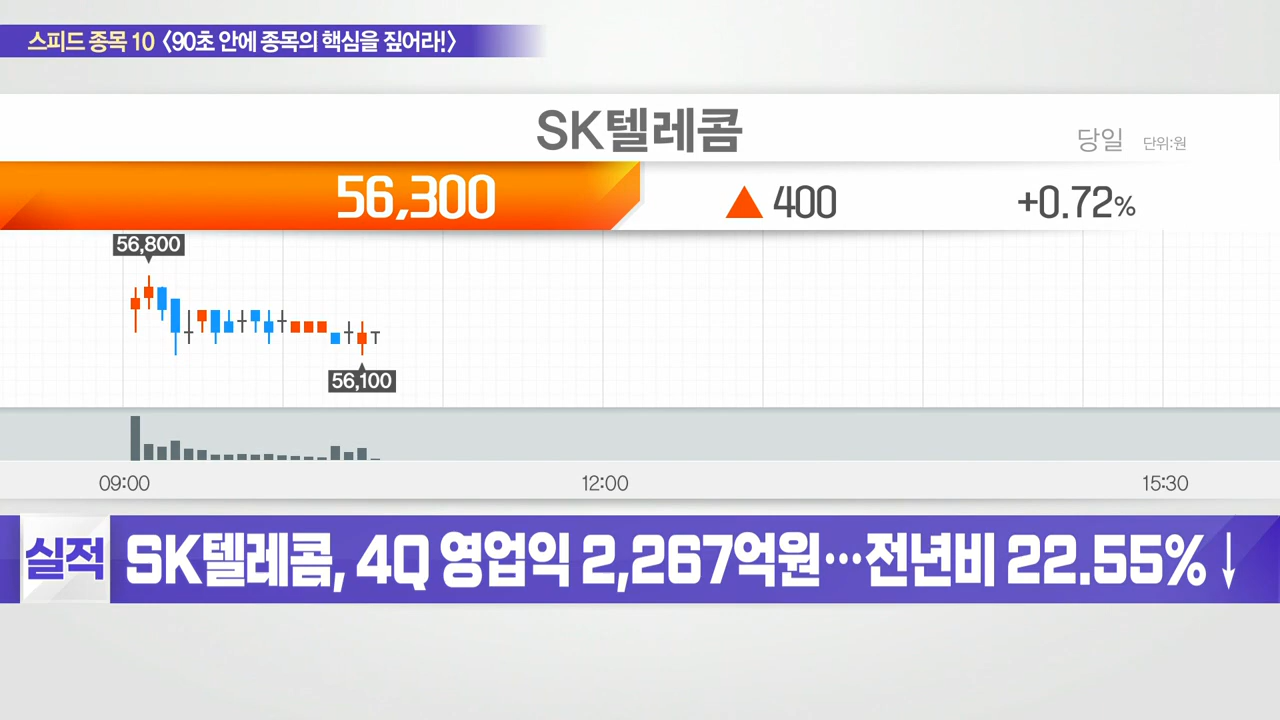 스피드 종목 10 〈90초 안에 종목의 핵심을 짚어라!〉
SK텔레콤
당일 단위:원
56,300 ▲ 400 +0.72%
56,800
56,100
09:00 12:00 15:30
실적 SK텔레콤, 4Q 영업익 2,267억원…전년비 22.55%↓